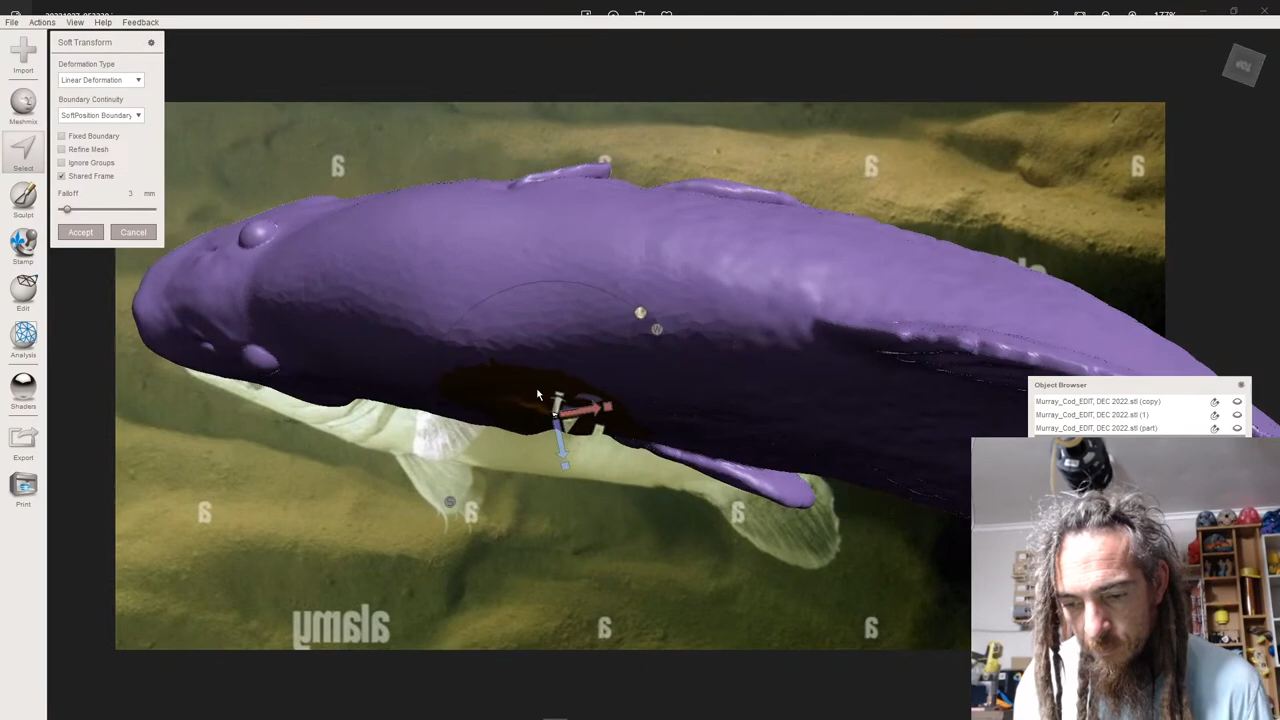 177%
File Actions View Help Feedback
Soft Transform
Import
Deformation Type
Linear Deformation
Boundary Continuity
SoftPosition Boundary
Meshmix
Fixed Boundary
Refine Mesh
Ignore Groups
Select
Shared Frame
Falloff 3 mm
Sculpt
Accept Cancel
Stamp
Edit
W
Analysis
Object Browser
Murray_Cod_EDIT, DEC 2022.stl (copy)
Shaders
Murray_Cod_EDIT, DEC 2022.stl (1)
Murray_Cod_EDIT, DEC 2022.stl (part)
Export
Print
a a a
a a a
alamy a a